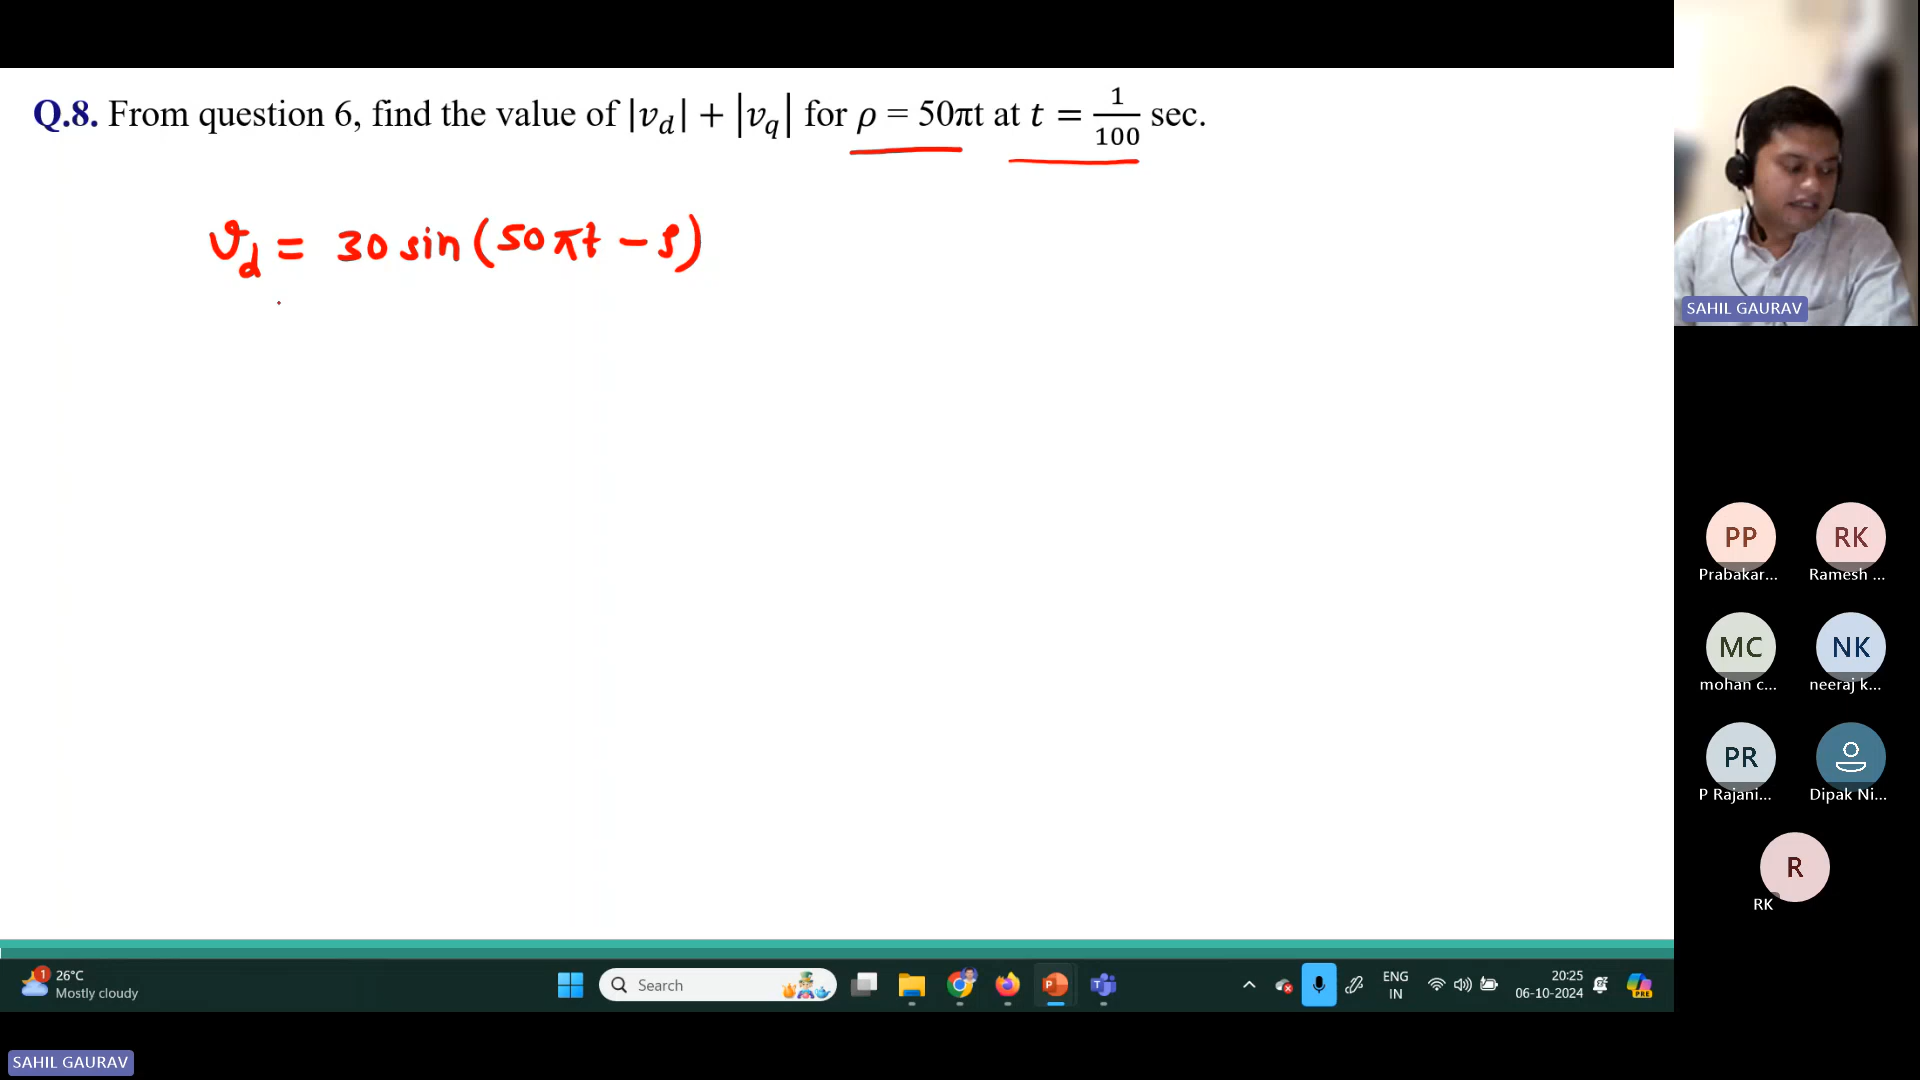 Q.8. From question 6, find the value of |v_d| + |v_q| for ρ = 50πt at t = 1/100 sec.
v_d = 30 sin(50πt − ρ)
SAHIL GAURAV
PP
RK
Prabakar...
Ramesh ...
MC
NK
mohan c...
neeraj k...
PR
P Rajani...
Dipak Ni...
R
RK
1
26°C
Mostly cloudy
Search
ENG
IN
20:25
06-10-2024
PRE
SAHIL GAURAV